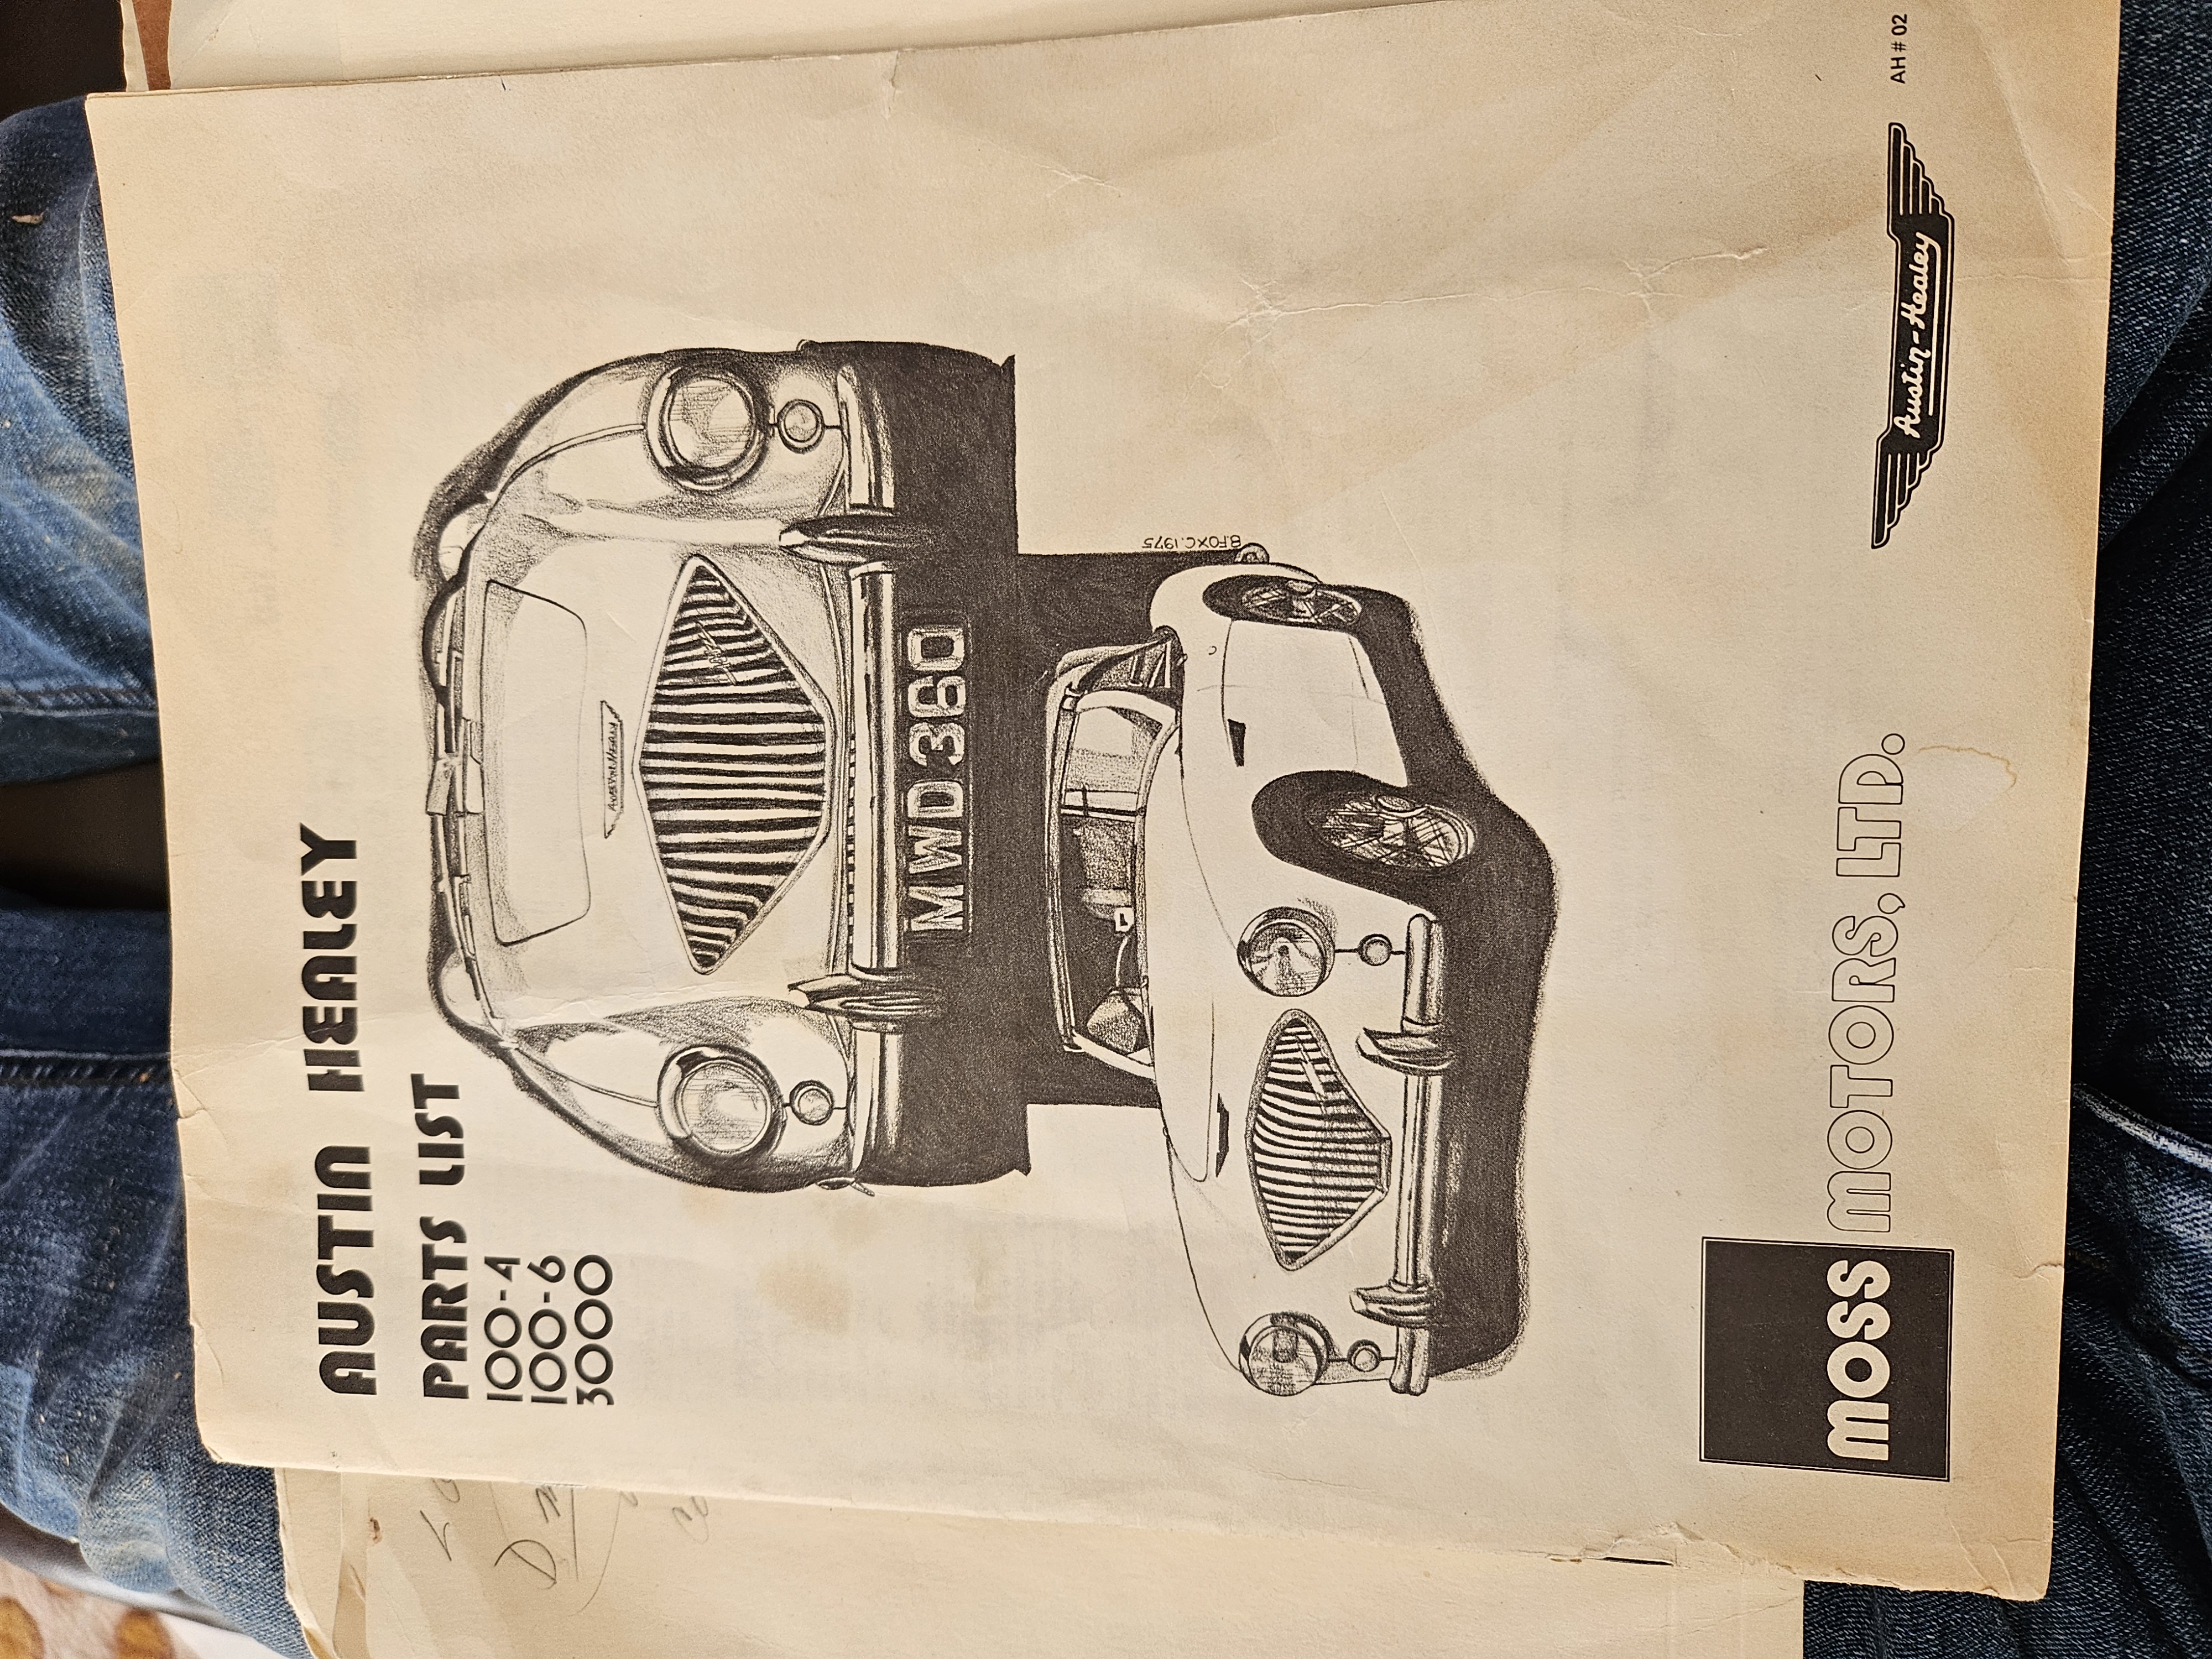 AUSTIN HEALEY
PARTS LIST
100-4
100-6
3000
MWD 360
B.FOX C.1975
moss MOTORS, LTD.
Austin-Healey
AH # 02